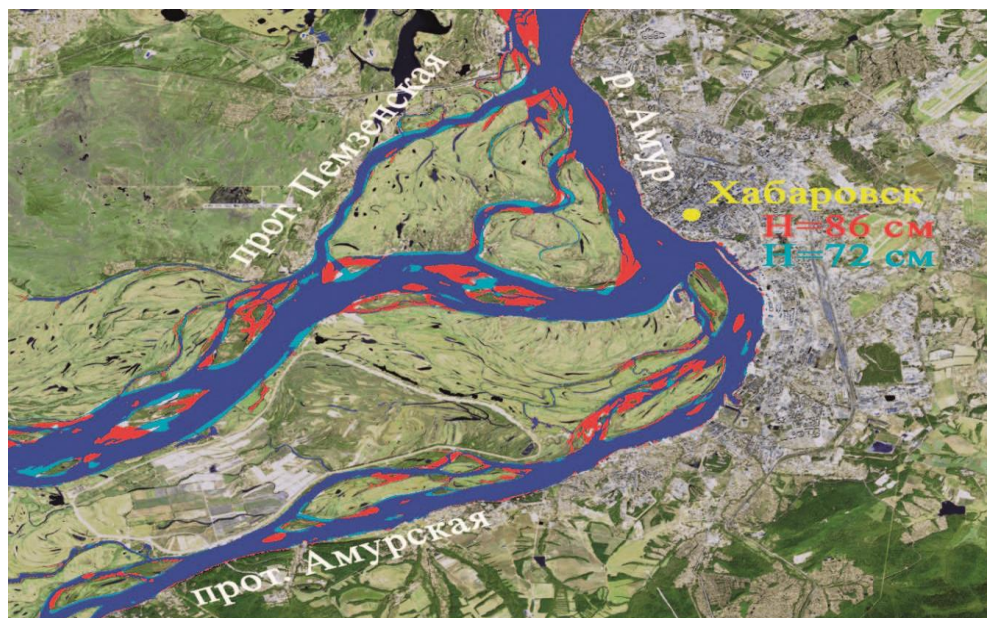 прот. Пемзенская
р. Амур
Хабаровск
H=86 см
H=72 см
прот. Амурская